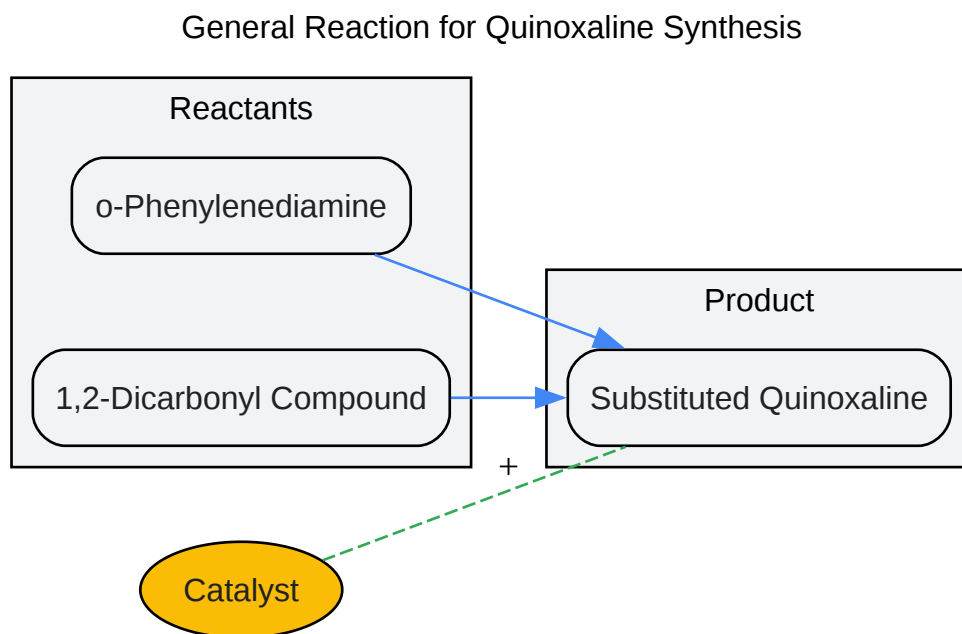 General Reaction for Quinoxaline Synthesis
Reactants
o-Phenylenediamine
Product
1,2-Dicarbonyl Compound
Substituted Quinoxaline
+
Catalyst